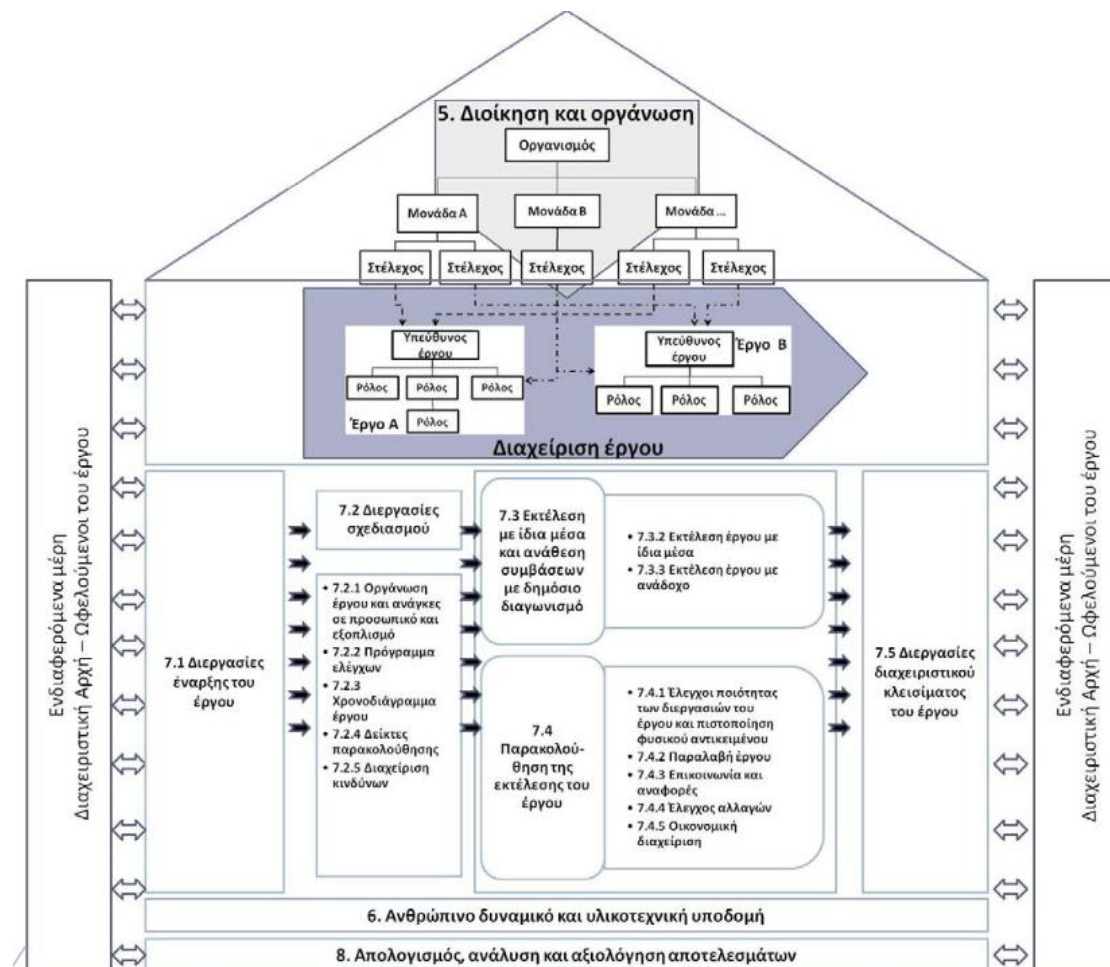 5. Διοίκηση και οργάνωση
Οργανισμός
Μονάδα Α
Μονάδα Β
Μονάδα ...
Στέλεχος
Στέλεχος
Στέλεχος
Στέλεχος
Στέλεχος
Υπεύθυνος
έργου
Ρόλος
Ρόλος
Ρόλος
Ρόλος
Έργο Α
Υπεύθυνος
έργου
Έργο Β
Ρόλος
Ρόλος
Ρόλος
Διαχείριση έργου
Ενδιαφερόμενα μέρη
Διαχειριστική Αρχή – Ωφελούμενοι του έργου
7.1 Διεργασίες
έναρξης του
έργου
7.2 Διεργασίες
σχεδιασμού
• 7.2.1 Οργάνωση
έργου και ανάγκες
σε προσωπικό και
εξοπλισμό
• 7.2.2 Πρόγραμμα
ελέγχων
• 7.2.3
Χρονοδιάγραμμα
έργου
• 7.2.4 Δείκτες
παρακολούθησης
• 7.2.5 Διαχείριση
κινδύνων
7.3 Εκτέλεση
με ίδια μέσα
και ανάθεση
συμβάσεων
με δημόσιο
διαγωνισμό
• 7.3.2 Εκτέλεση έργου με
ίδια μέσα
• 7.3.3 Εκτέλεση έργου με
ανάδοχο
7.4
Παρακολού-
θηση της
εκτέλεσης του
έργου
• 7.4.1 Έλεγχοι ποιότητας
των διεργασιών του
έργου και πιστοποίηση
φυσικού αντικειμένου
• 7.4.2 Παραλαβή έργου
• 7.4.3 Επικοινωνία και
αναφορές
• 7.4.4 Έλεγχος αλλαγών
• 7.4.5 Οικονομική
διαχείριση
7.5 Διεργασίες
διαχειριστικού
κλεισίματος
του έργου
Ενδιαφερόμενα μέρη
Διαχειριστική Αρχή – Ωφελούμενοι του έργου
6. Ανθρώπινο δυναμικό και υλικοτεχνική υποδομή
8. Απολογισμός, ανάλυση και αξιολόγηση αποτελεσμάτων